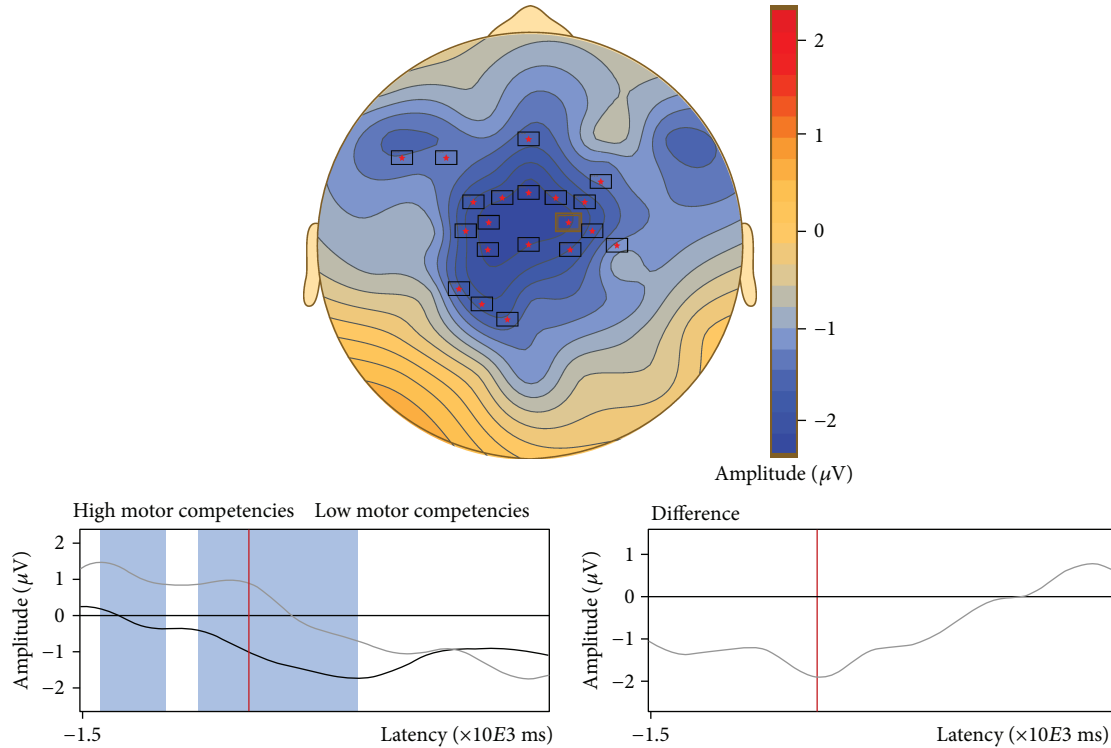 2
1
0
−1
−2
Amplitude (μV)
High motor competencies Low motor competencies
2
1
0
−1
−2
Amplitude (μV)
−1.5
Latency (×10E3 ms)
Difference
1
0
−1
−2
Amplitude (μV)
−1.5
Latency (×10E3 ms)